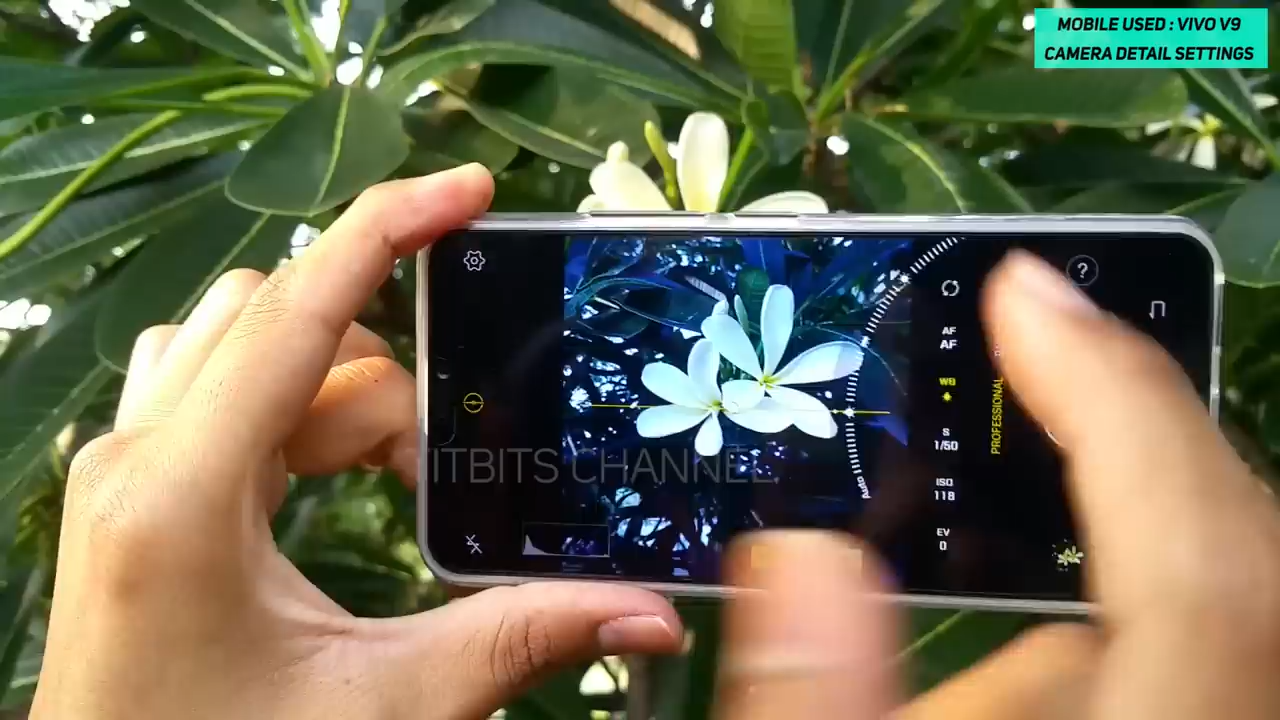 MOBILE USED : VIVO V9
CAMERA DETAIL SETTINGS
?
AF
AF
WB
S
1/50
ISO
118
EV
0
PROFESSIONAL
Auto
TITBITS CHANNEL